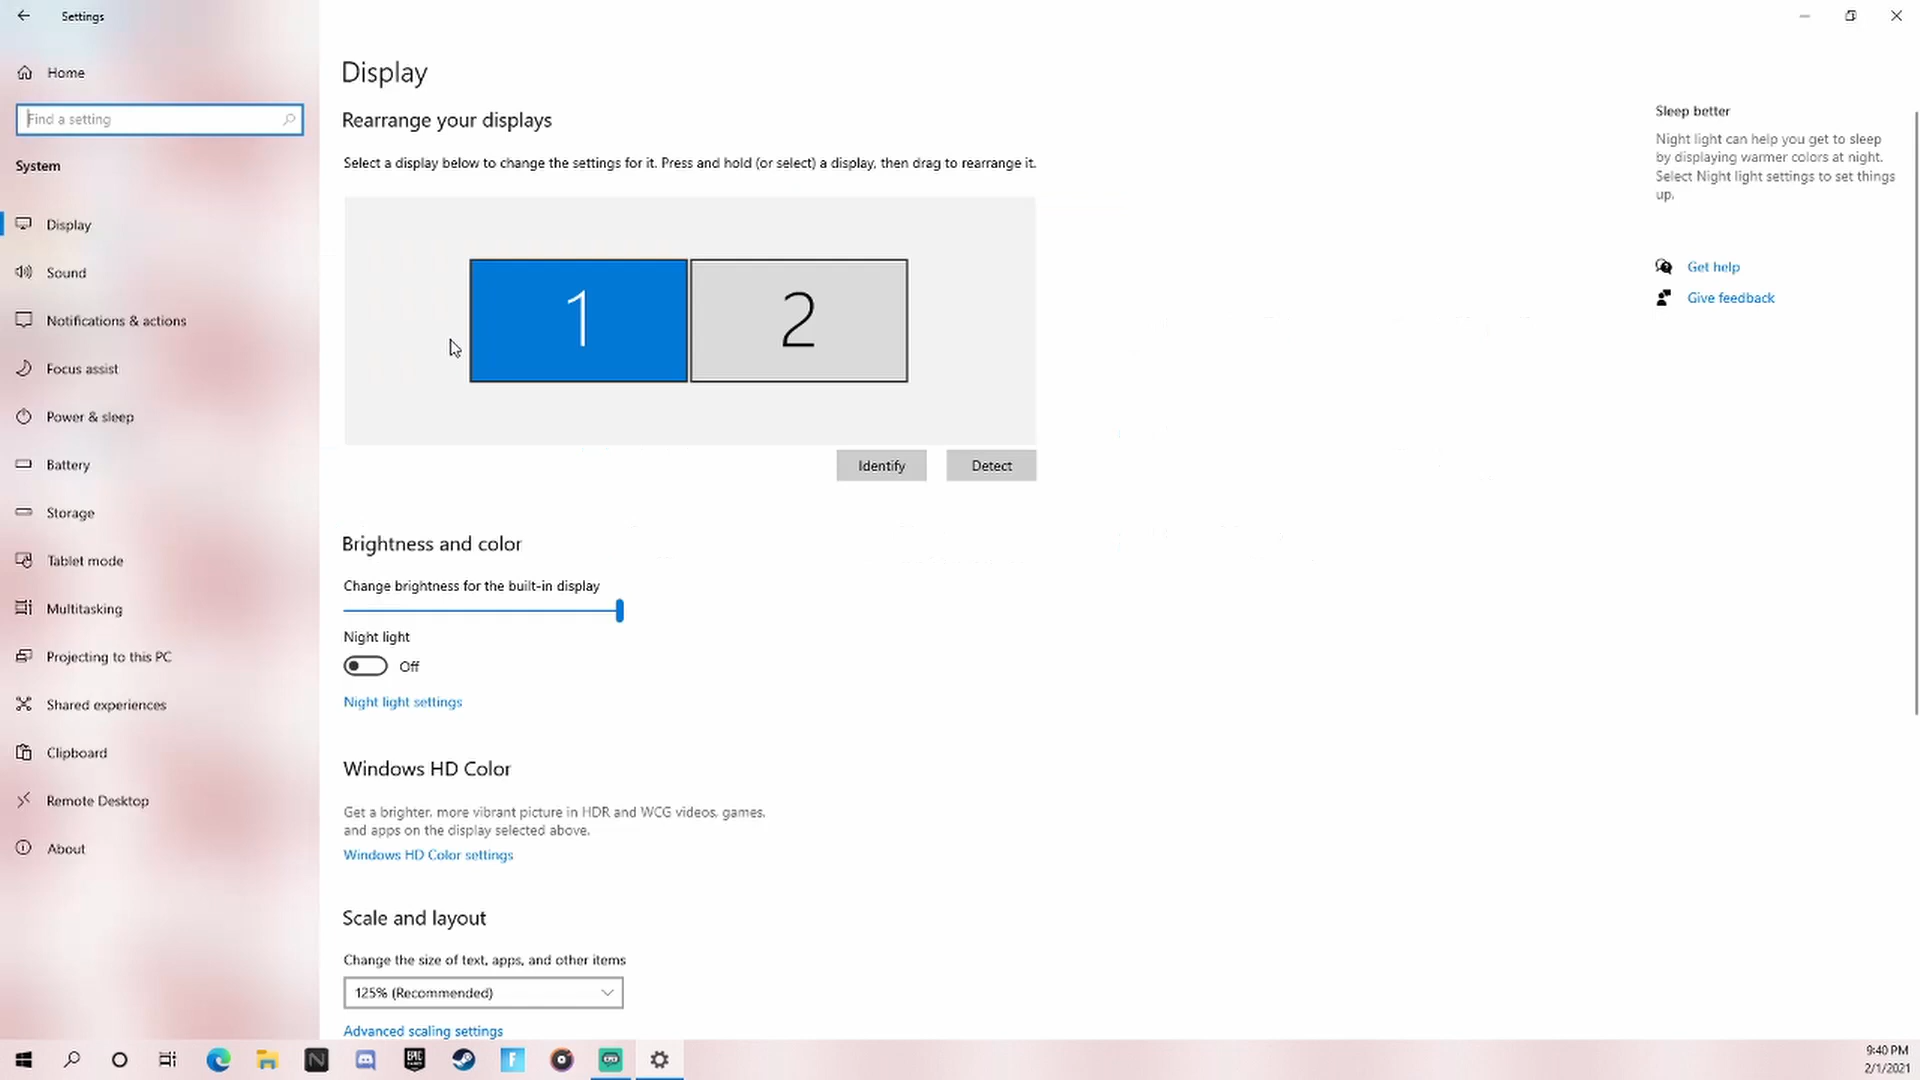 Settings
Home
Find a setting
System
Display
Sound
Notifications & actions
Focus assist
Power & sleep
Battery
Storage
Tablet mode
Multitasking
Projecting to this PC
Shared experiences
Clipboard
Remote Desktop
About
Display
Rearrange your displays
Select a display below to change the settings for it. Press and hold (or select) a display, then drag to rearrange it.
1
2
Identify
Detect
Brightness and color
Change brightness for the built-in display
Night light
Off
Night light settings
Windows HD Color
Get a brighter, more vibrant picture in HDR and WCG videos, games,
and apps on the display selected above.
Windows HD Color settings
Scale and layout
Change the size of text, apps, and other items
125% (Recommended)
Advanced scaling settings
Sleep better
Night light can help you get to sleep
by displaying warmer colors at night.
Select Night light settings to set things
up.
Get help
Give feedback
N
EPIC
GAMES
F
9:40 PM
2/1/2021